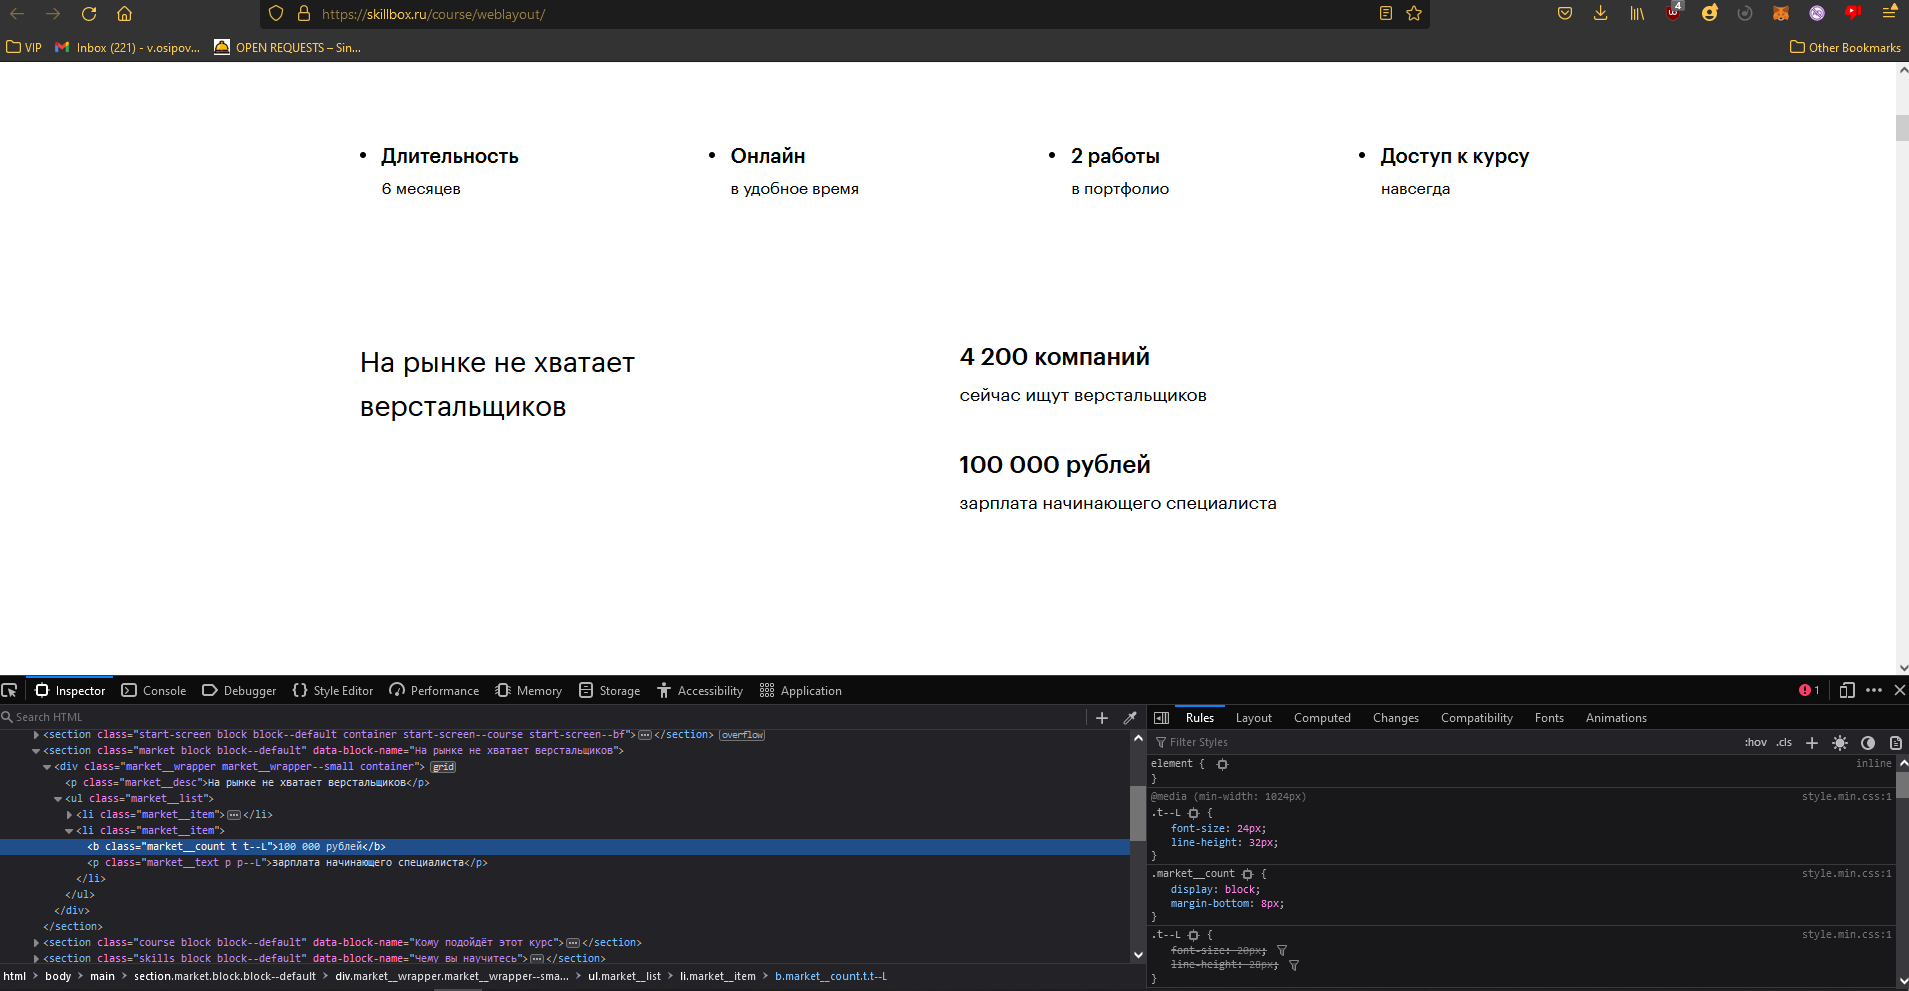 https://skillbox.ru/course/weblayout/
4
VIP
Inbox (221) - v.osipov...
OPEN REQUESTS – Sin...
Other Bookmarks
Длительность
6 месяцев
Онлайн
в удобное время
2 работы
в портфолио
Доступ к курсу
навсегда
На рынке не хватает
верстальщиков
4 200 компаний
сейчас ищут верстальщиков
100 000 рублей
зарплата начинающего специалиста
Inspector Console Debugger Style Editor Performance Memory Storage Accessibility Application 1
Search HTML
<section class="start-screen block block--default container start-screen--course start-screen--bf"></section> overflow
<section class="market block block--default" data-block-name="На рынке не хватает верстальщиков">
<div class="market__wrapper market__wrapper--small container"> grid
<p class="market__desc">На рынке не хватает верстальщиков</p>
<ul class="market__list">
<li class="market__item"></li>
<li class="market__item">
<b class="market__count t t--L">100 000 рублей</b>
<p class="market__text p p--L">зарплата начинающего специалиста</p>
</li>
</ul>
</div>
</section>
<section class="course block block--default" data-block-name="Кому подойдёт этот курс"></section>
<section class="skills block block--default" data-block-name="Чему вы научитесь"></section>
html > body > main > section.market.block.block--default > div.market__wrapper.market__wrapper--sma... > ul.market__list > li.market__item > b.market__count.t.t--L
Rules Layout Computed Changes Compatibility Fonts Animations
Filter Styles :hov .cls
element { inline
}
@media (min-width: 1024px) style.min.css:1
.t--L {
font-size: 24px;
line-height: 32px;
}
.market__count { style.min.css:1
display: block;
margin-bottom: 8px;
}
.t--L { style.min.css:1
font-size: 20px;
line-height: 28px;
}